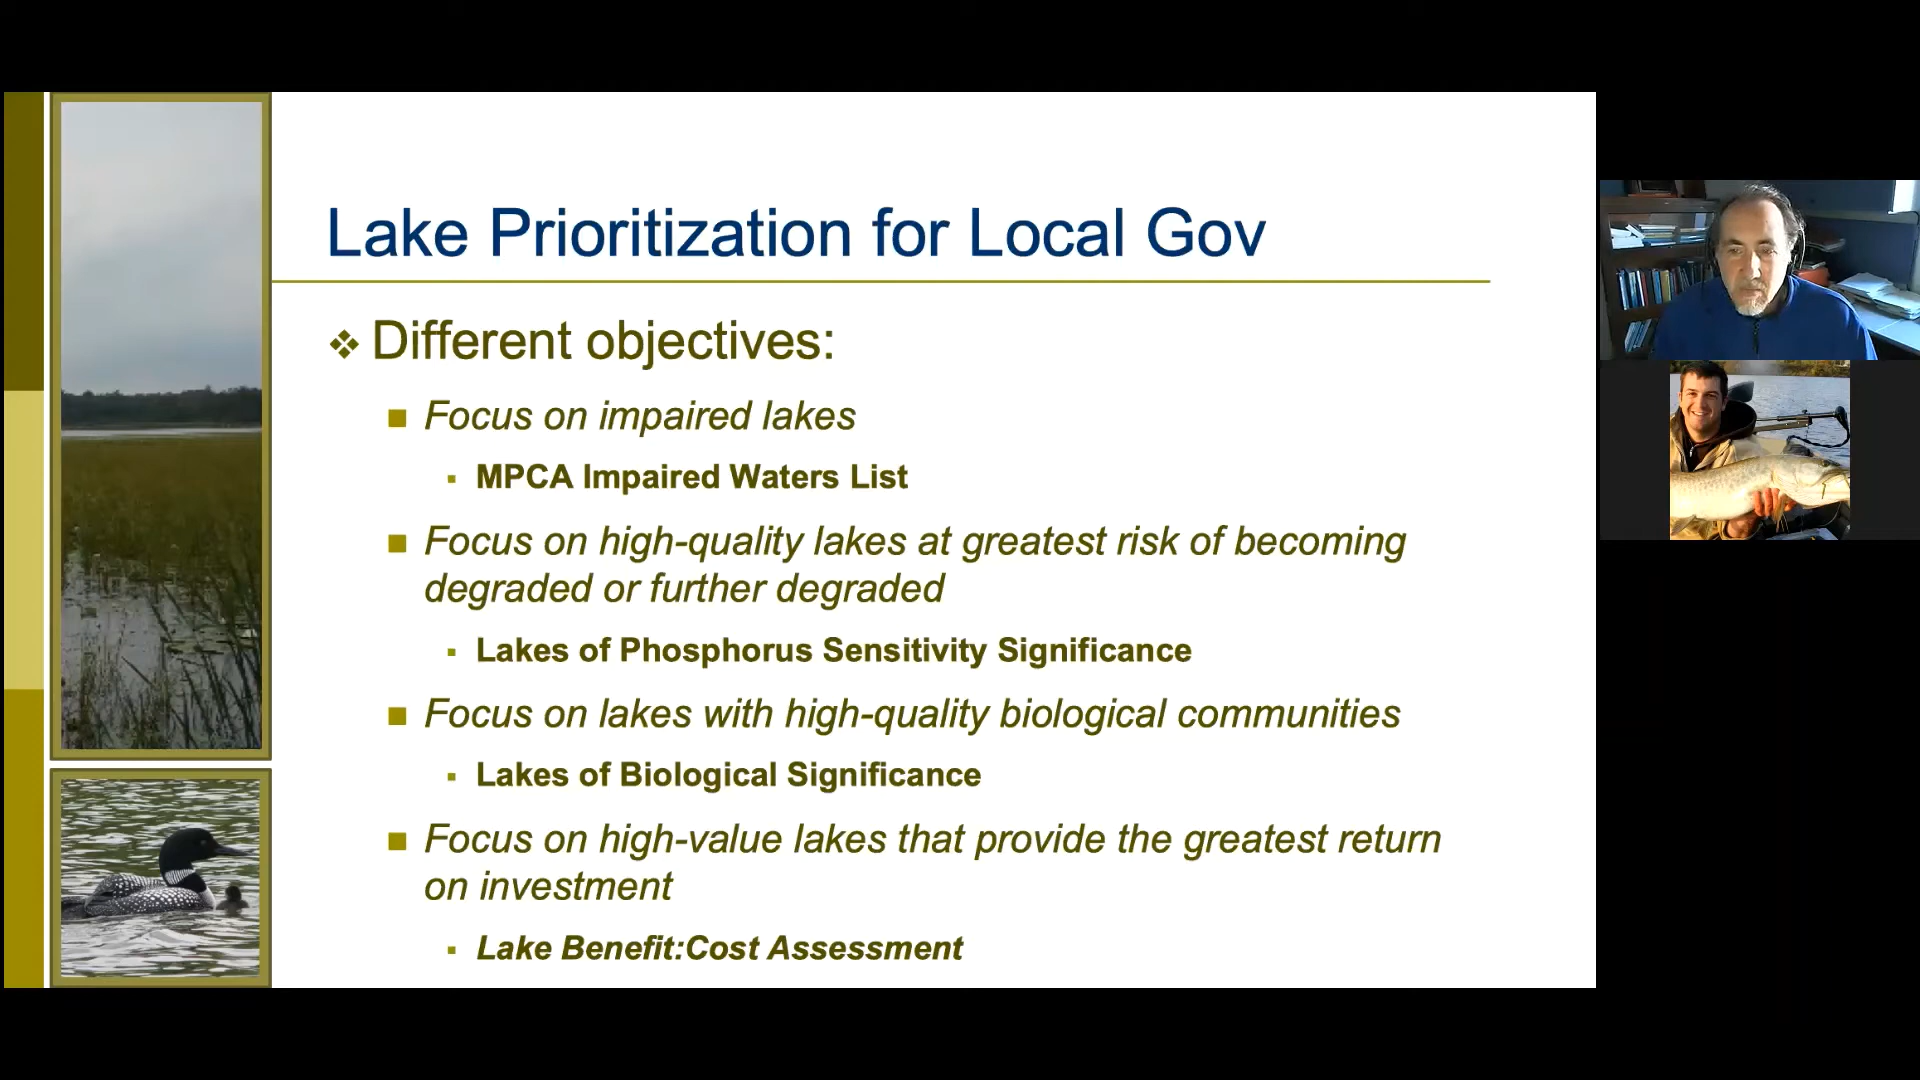 Lake Prioritization for Local Gov
Different objectives:
Focus on impaired lakes
MPCA Impaired Waters List
Focus on high-quality lakes at greatest risk of becoming
degraded or further degraded
Lakes of Phosphorus Sensitivity Significance
Focus on lakes with high-quality biological communities
Lakes of Biological Significance
Focus on high-value lakes that provide the greatest return
on investment
Lake Benefit:Cost Assessment